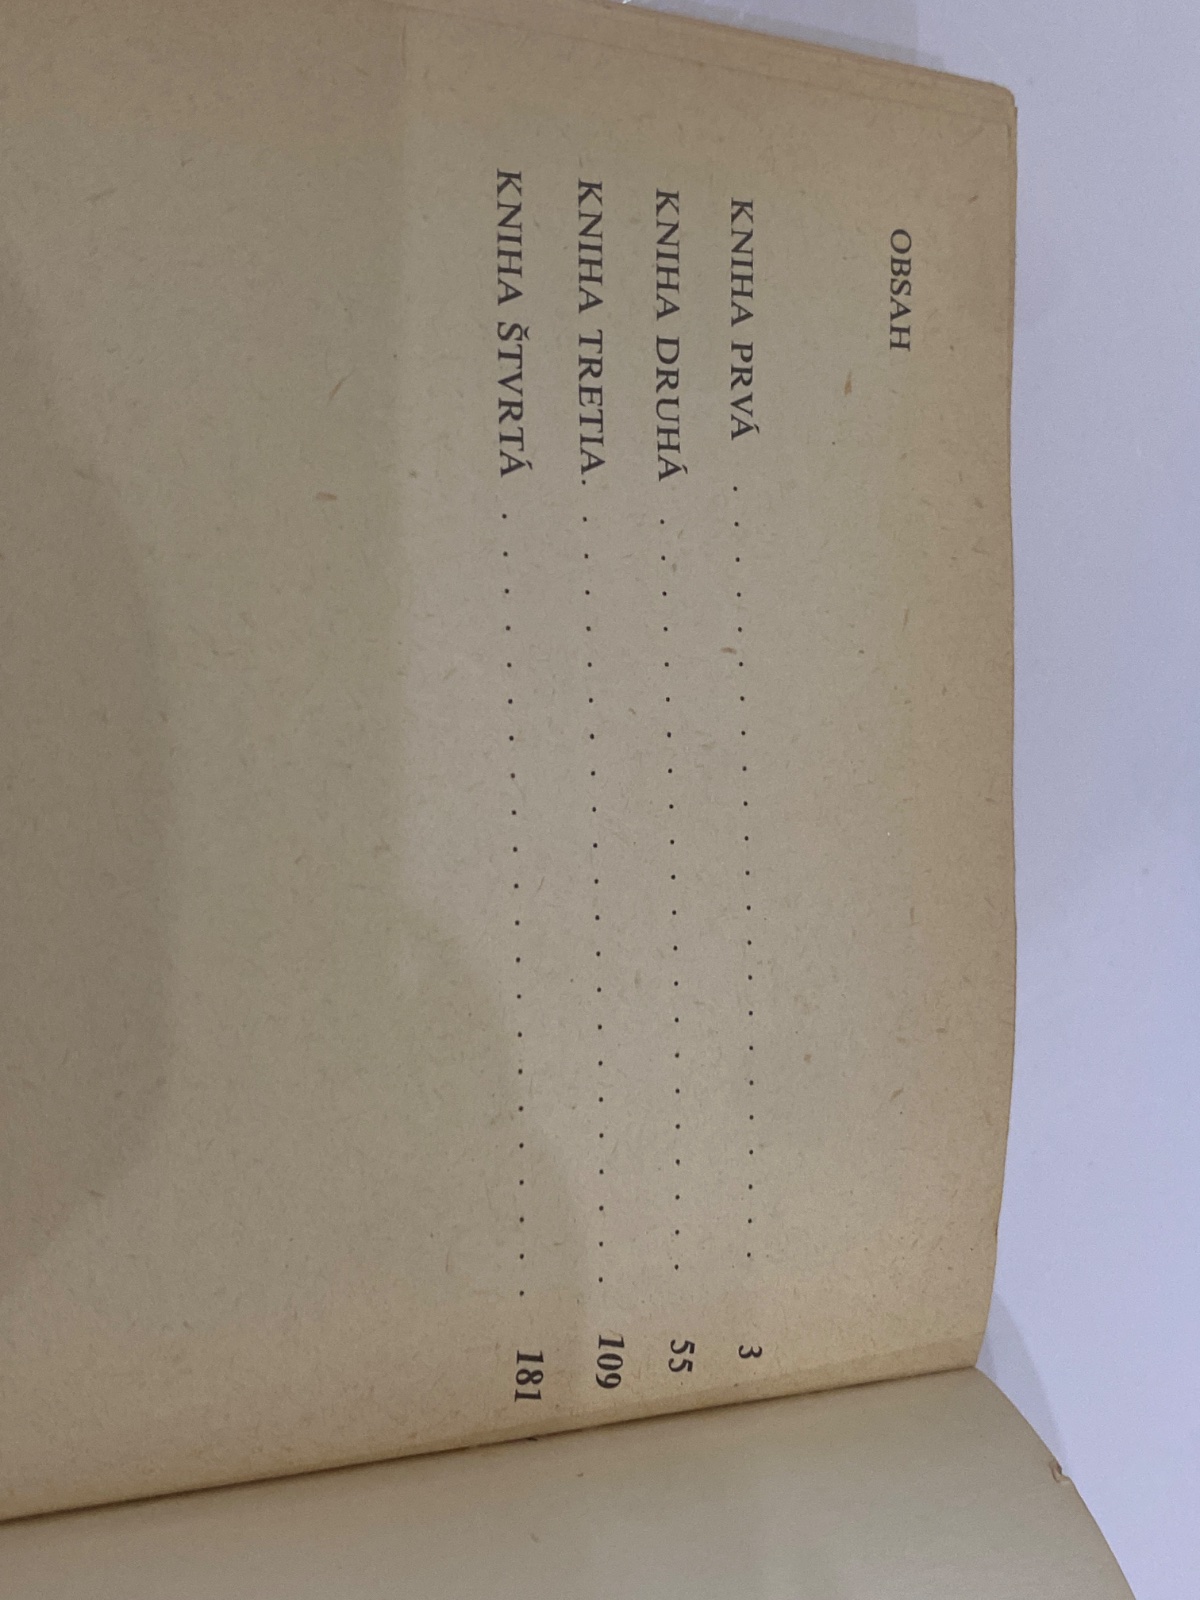 OBSAH
KNIHA PRVÁ . . . . . . . . . . . . . . . . . . . . . . . 3
KNIHA DRUHÁ . . . . . . . . . . . . . . . . . . . . . . 55
KNIHA TRETIA. . . . . . . . . . . . . . . . . . . . . . . 109
KNIHA ŠTVRTÁ . . . . . . . . . . . . . . . . . . . . . . 181